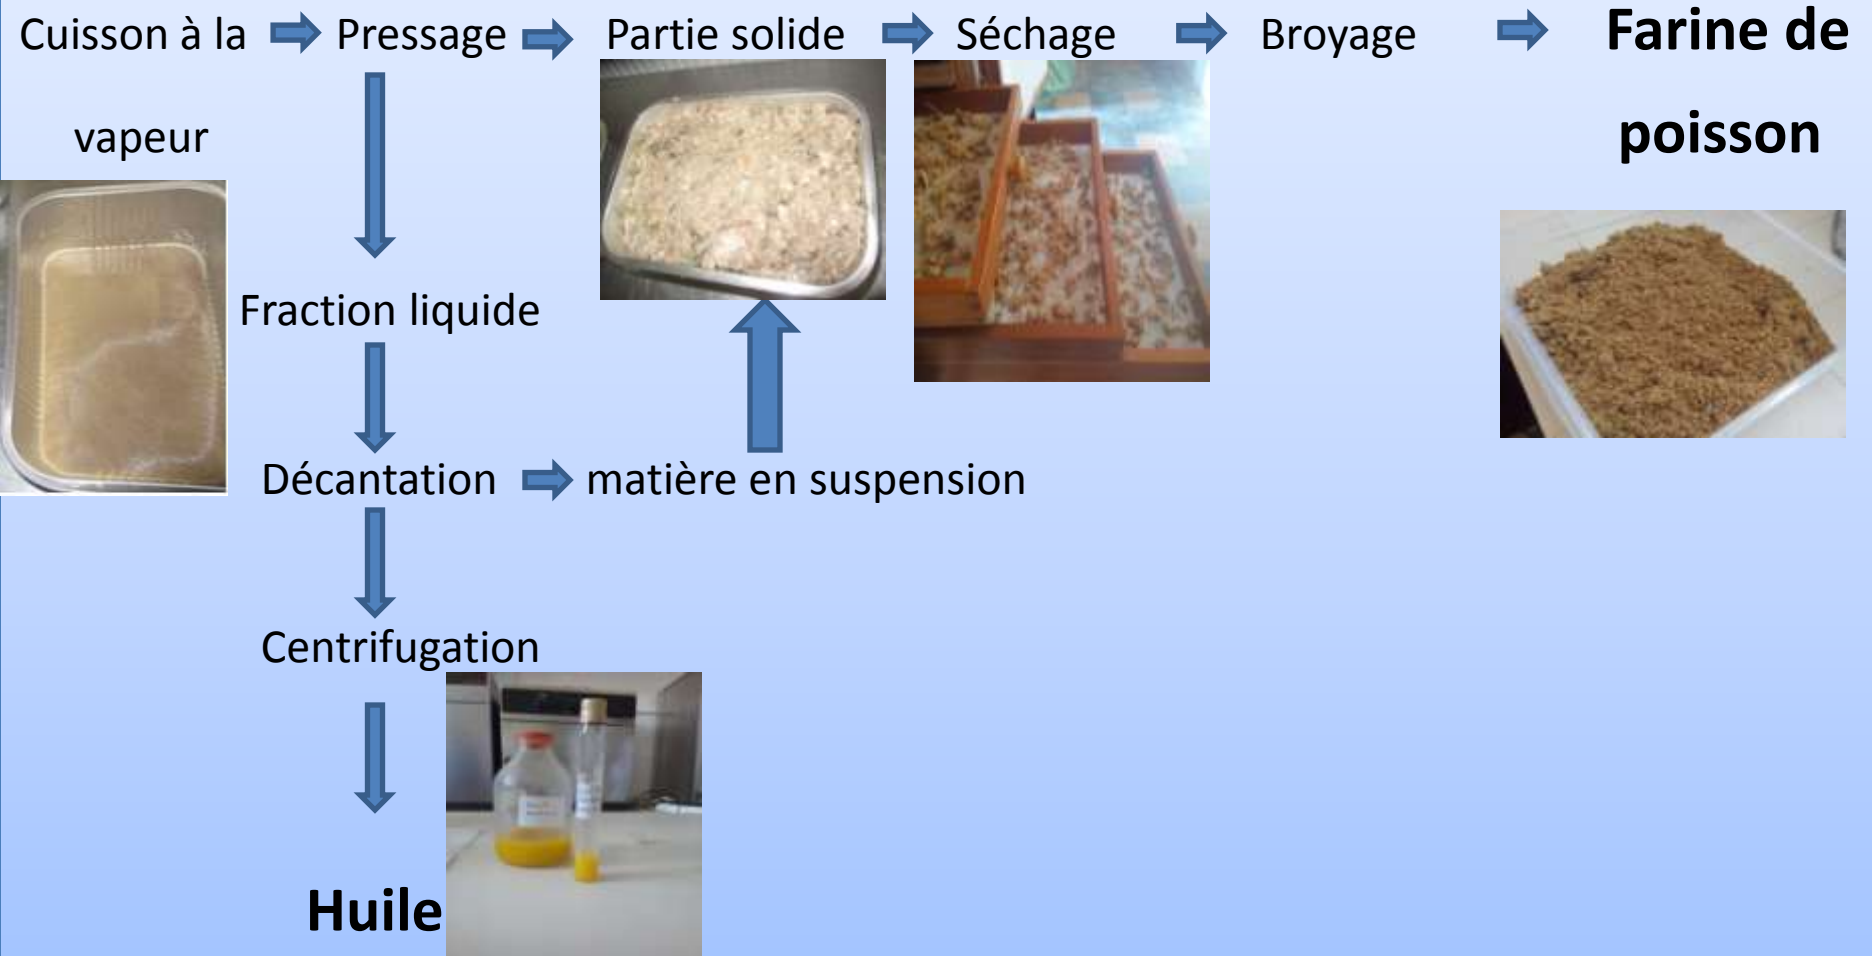 Cuisson à la
vapeur
Pressage
Partie solide
Séchage
Broyage
Farine de
poisson
Fraction liquide
Décantation
matière en suspension
Centrifugation
Huile